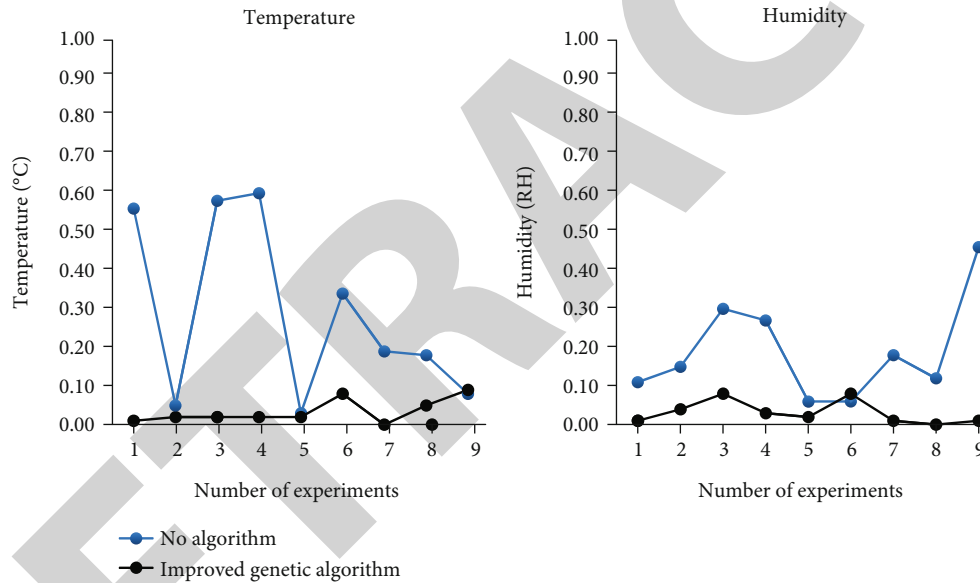 Temperature
1.00
0.90
0.80
0.70
0.60
0.50
0.40
0.30
0.20
0.10
0.00
Temperature (°C)
1 2 3 4 5 6 7 8 9
Number of experiments
Humidity
1.00
0.90
0.80
0.70
0.60
0.50
0.40
0.30
0.20
0.10
0.00
Humidity (RH)
1 2 3 4 5 6 7 8 9
Number of experiments
No algorithm
Improved genetic algorithm
ETRAC